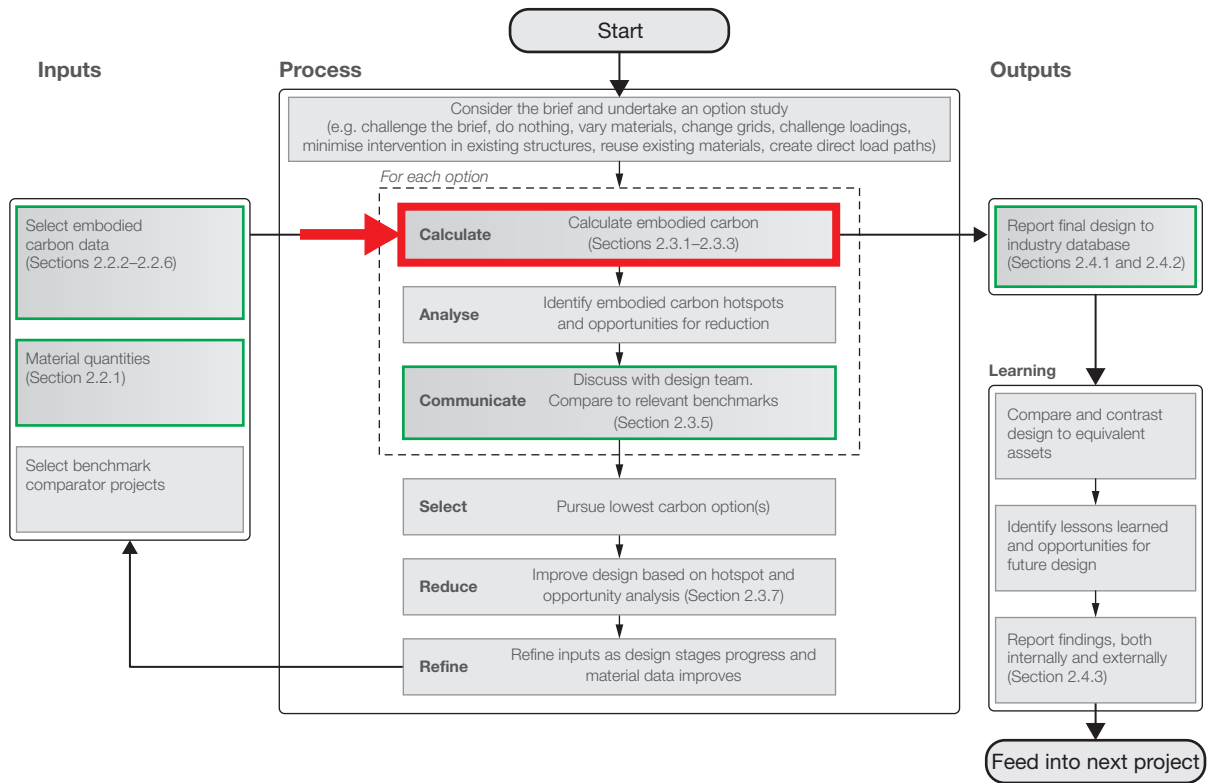 Start
Inputs
Process
Outputs
Consider the brief and undertake an option study
(e.g. challenge the brief, do nothing, vary materials, change grids, challenge loadings,
minimise intervention in existing structures, reuse existing materials, create direct load paths)
For each option
Select embodied
carbon data
(Sections 2.2.2–2.2.6)
Material quantities
(Section 2.2.1)
Select benchmark
comparator projects
Calculate
Calculate embodied carbon
(Sections 2.3.1–2.3.3)
Analyse
Identify embodied carbon hotspots
and opportunities for reduction
Communicate
Discuss with design team.
Compare to relevant benchmarks
(Section 2.3.5)
Select
Pursue lowest carbon option(s)
Reduce
Improve design based on hotspot and
opportunity analysis (Section 2.3.7)
Refine
Refine inputs as design stages progress and
material data improves
Report final design to
industry database
(Sections 2.4.1 and 2.4.2)
Learning
Compare and contrast
design to equivalent
assets
Identify lessons learned
and opportunities for
future design
Report findings, both
internally and externally
(Section 2.4.3)
Feed into next project